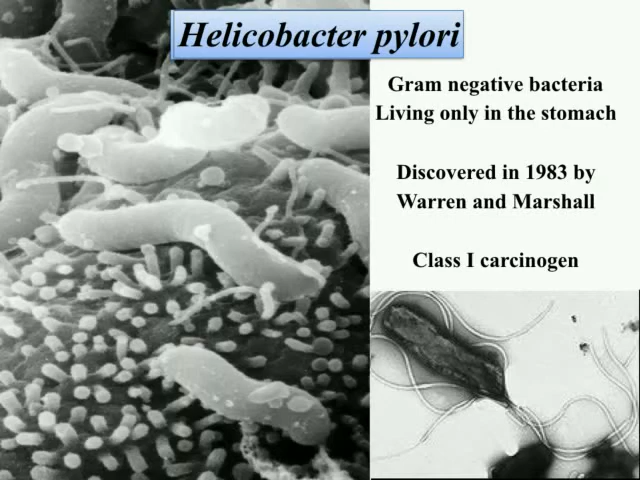 Helicobacter pylori
Gram negative bacteria
Living only in the stomach
Discovered in 1983 by
Warren and Marshall
Class I carcinogen